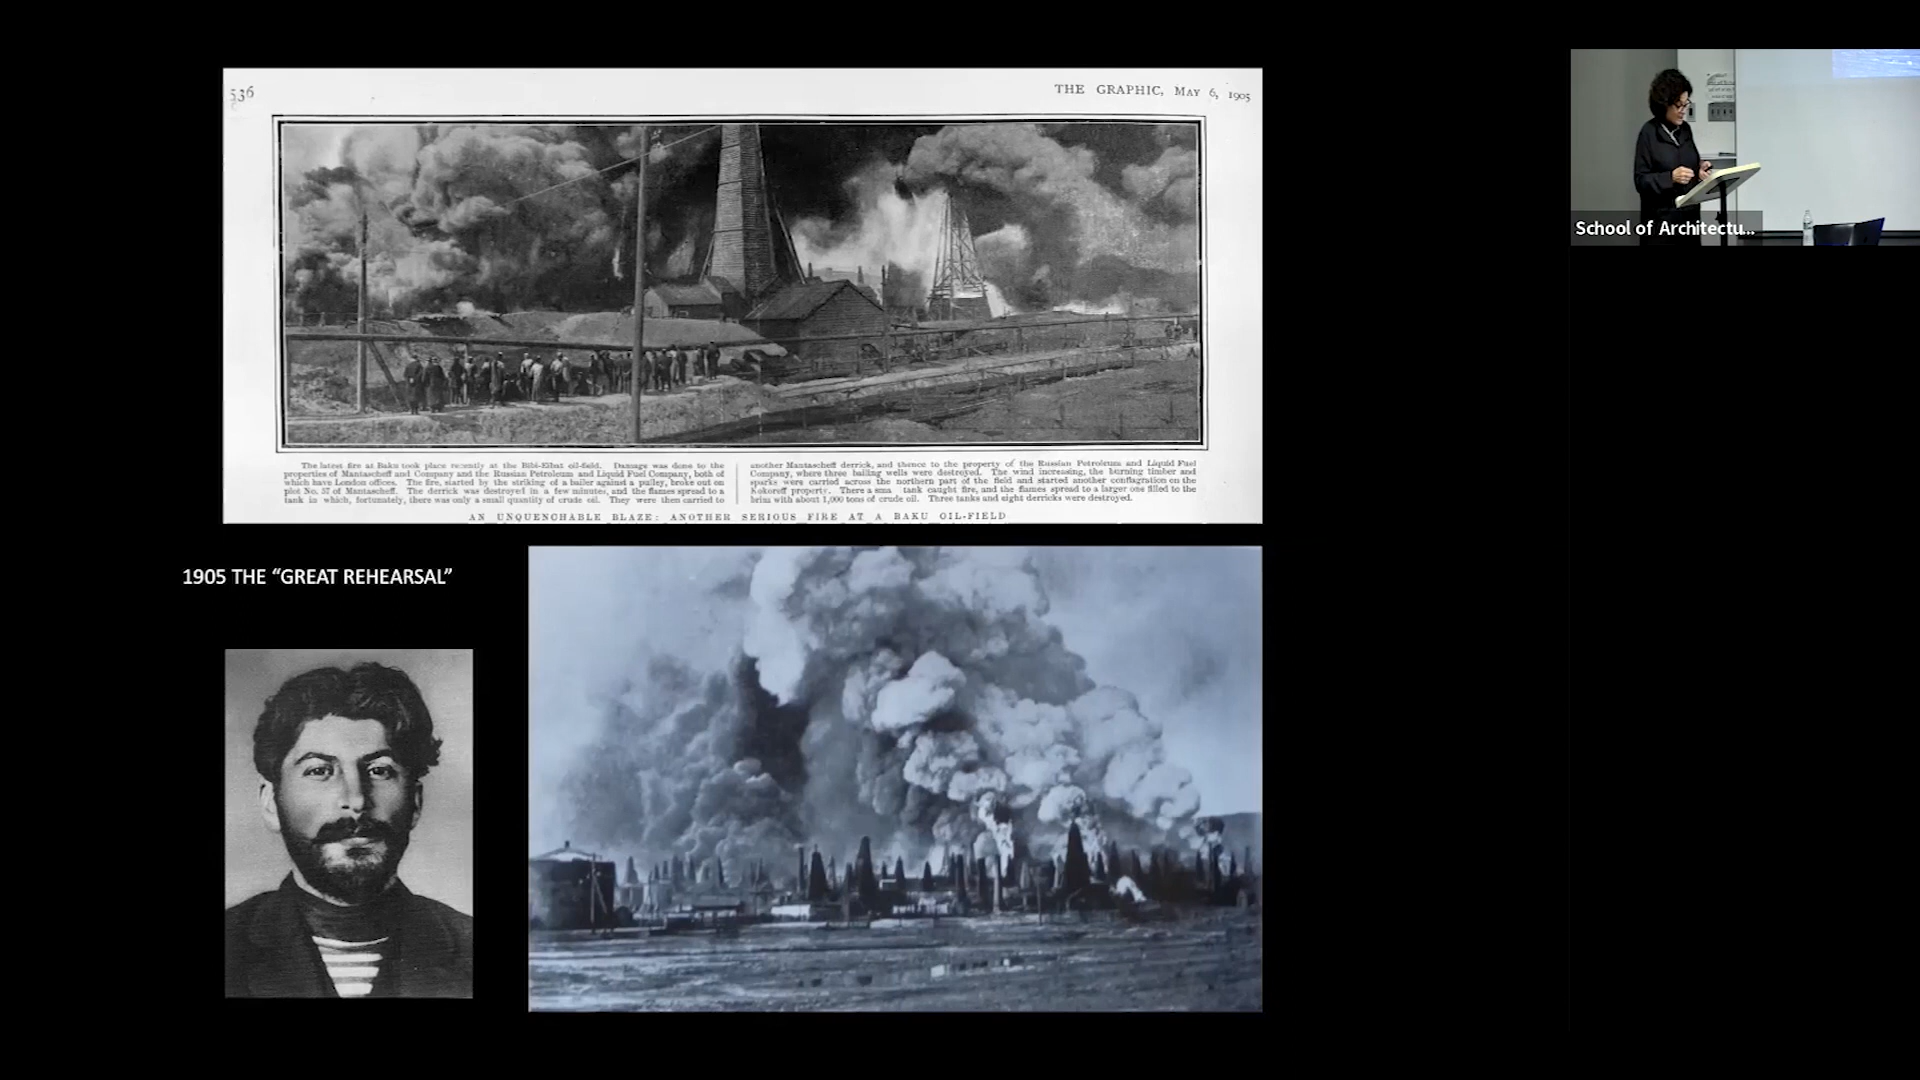 536
THE GRAPHIC, MAY 6, 1905
The latest fire at Baku took place recently at the Bibi-Eibat oil-field. Damage was done to the
properties of Mantascheff and Company and the Russian Petroleum and Liquid Fuel Company, both of
which have London offices. The fire, started by the striking of a bailer against a pulley, broke out on
plot No. 37 of Mantascheff. The derrick was destroyed in a few minutes, and the flames spread to a
tank in which, fortunately, there was only a small quantity of crude oil. They were then carried to
another Mantascheff derrick, and thence to the property of the Russian Petroleum and Liquid Fuel
Company, where three bailing wells were destroyed. The wind increasing, the burning timber and
sparks were carried across the northern part of the field and started another conflagration on the
Kokoreff property. There a sma tank caught fire, and the flames spread to a larger one filled to the
brim with about 1,000 tons of crude oil. Three tanks and eight derricks were destroyed.
AN UNQUENCHABLE BLAZE: ANOTHER SERIOUS FIRE AT A BAKU OIL-FIELD
1905 THE “GREAT REHEARSAL”
School of Architectu...